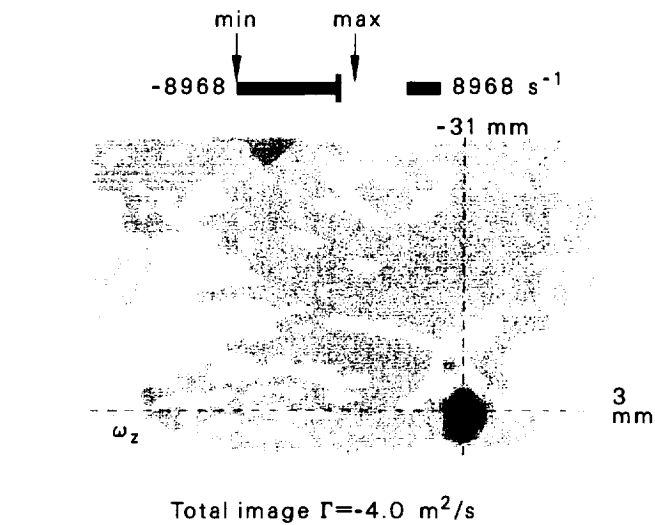 min max
-8968 8968 s⁻¹
-31 mm
3
mm
ω_z
Total image Γ=-4.0 m²/s